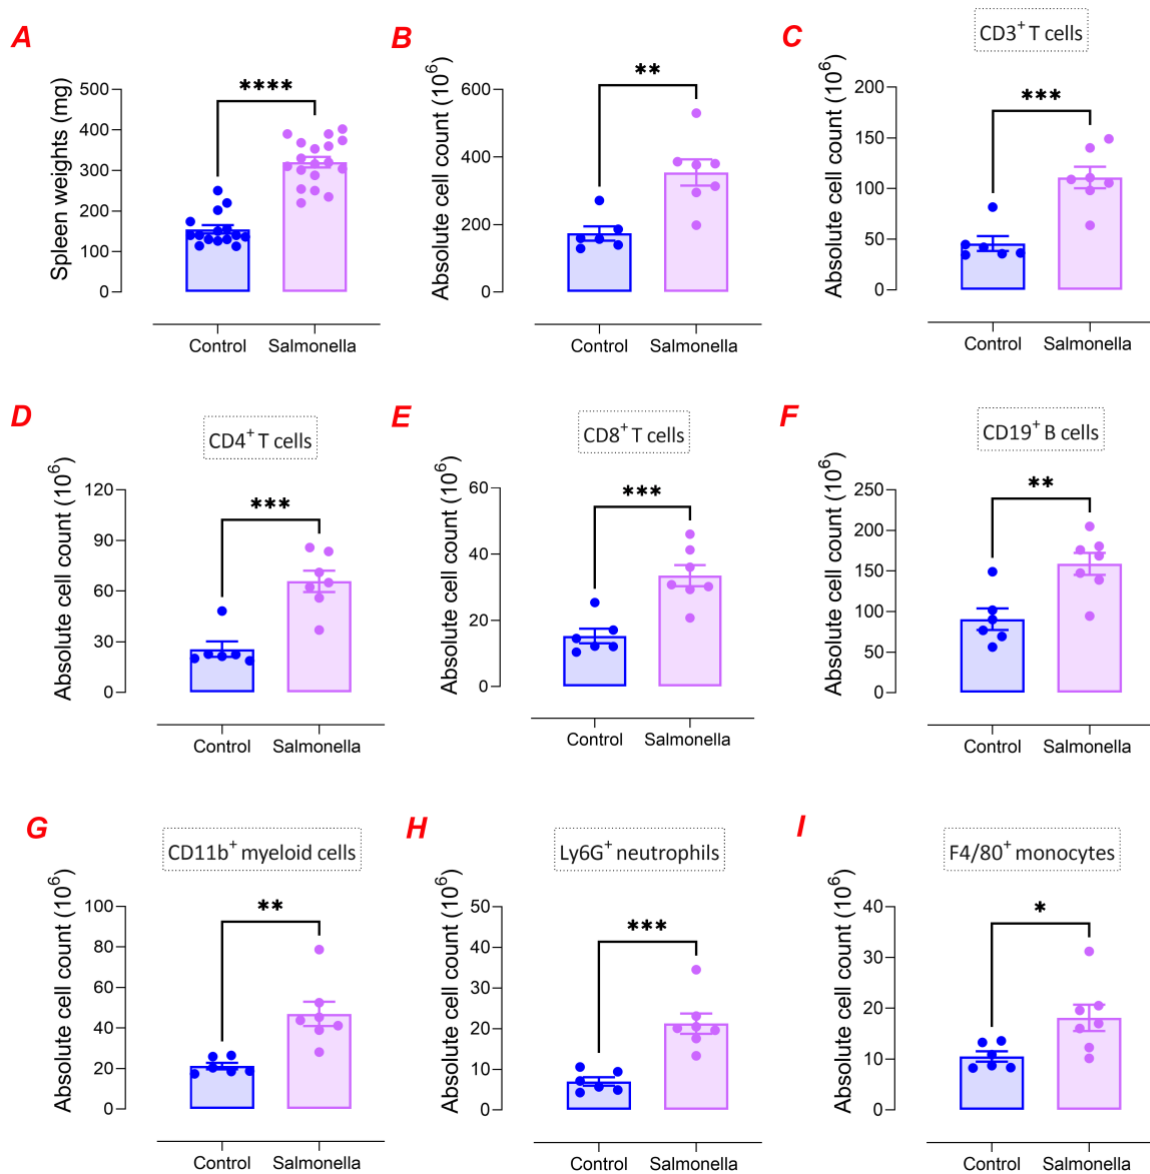 A
Spleen weights (mg)
500
400
300
200
100
0
****
Control Salmonella
B
Absolute cell count (10⁶)
600
400
200
0
**
Control Salmonella
C
CD3⁺ T cells
Absolute cell count (10⁶)
200
150
100
50
0
***
Control Salmonella
D
CD4⁺ T cells
Absolute cell count (10⁶)
120
90
60
30
0
***
Control Salmonella
E
CD8⁺ T cells
Absolute cell count (10⁶)
60
40
20
0
***
Control Salmonella
F
CD19⁺ B cells
Absolute cell count (10⁶)
250
200
150
100
50
0
**
Control Salmonella
G
CD11b⁺ myeloid cells
Absolute cell count (10⁶)
100
80
60
40
20
0
**
Control Salmonella
H
Ly6G⁺ neutrophils
Absolute cell count (10⁶)
50
40
30
20
10
0
***
Control Salmonella
I
F4/80⁺ monocytes
Absolute cell count (10⁶)
40
30
20
10
0
*
Control Salmonella